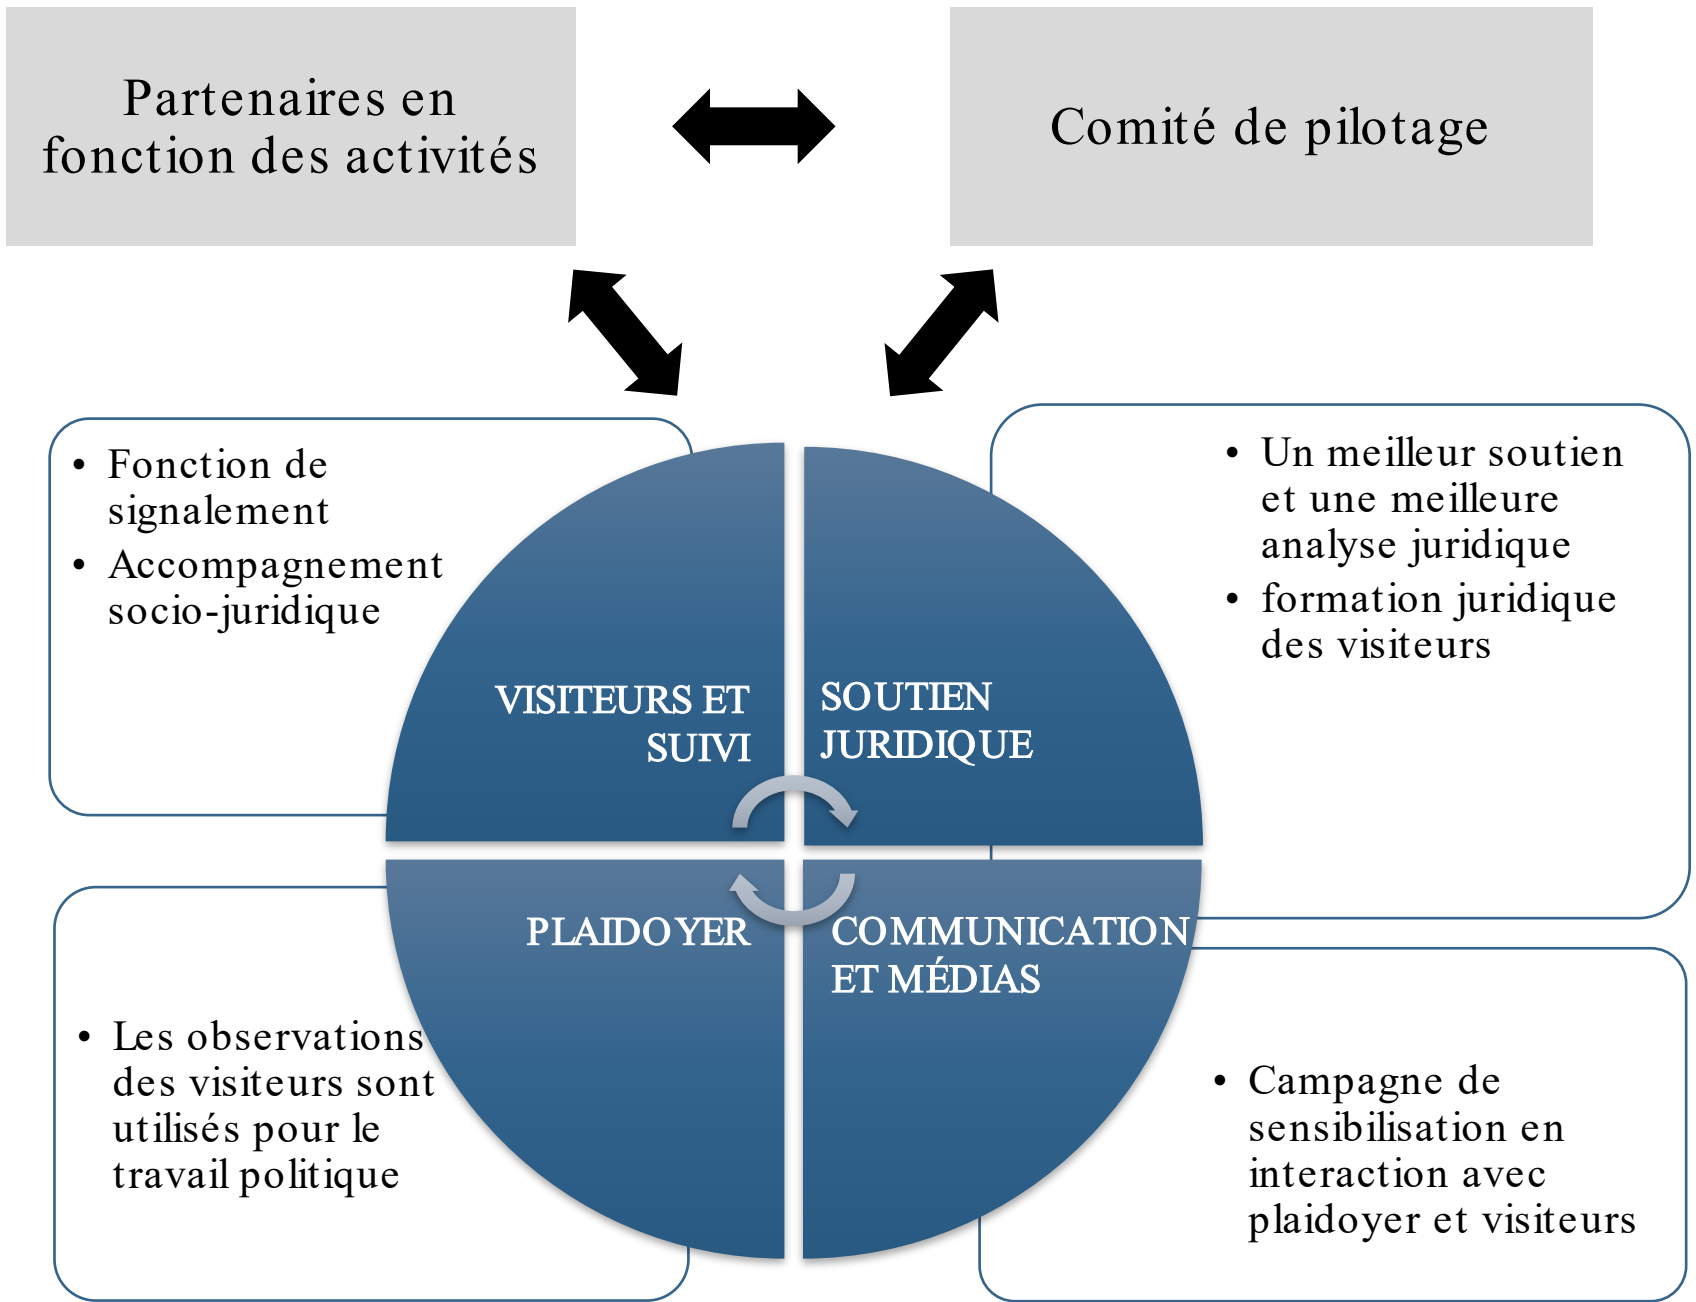 Partenaires en
fonction des activités
Comité de pilotage
• Fonction de
signalement
• Accompagnement
socio-juridique
• Un meilleur soutien
et une meilleure
analyse juridique
• formation juridique
des visiteurs
VISITEURS ET
SUIVI
SOUTIEN
JURIDIQUE
PLAIDOYER
COMMUNICATION
ET MÉDIAS
• Les observations
des visiteurs sont
utilisés pour le
travail politique
• Campagne de
sensibilisation en
interaction avec
plaidoyer et visiteurs